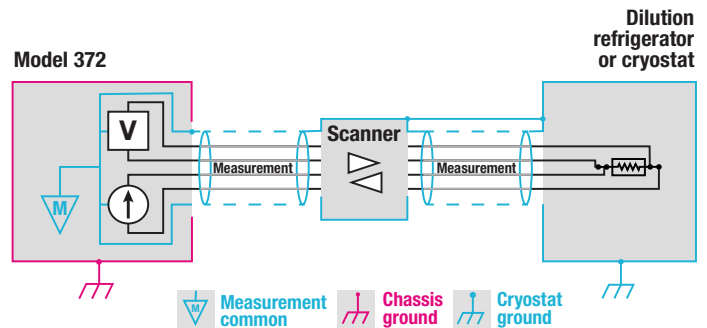 Model 372
Dilution
refrigerator
or cryostat
V
M
Measurement
Scanner
Measurement
M
Measurement
common
Chassis
ground
Cryostat
ground